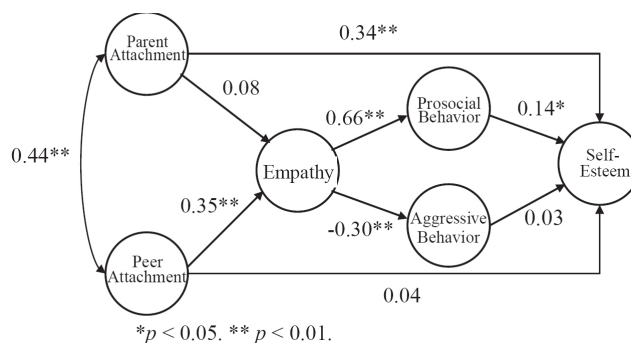 0.34**
Parent
Attachment
0.08
Prosocial
Behavior
0.66**
0.14*
0.44**
Empathy
Self-
Esteem
0.35**
-0.30**
Aggressive
Behavior
0.03
Peer
Attachment
0.04
*p < 0.05. ** p < 0.01.